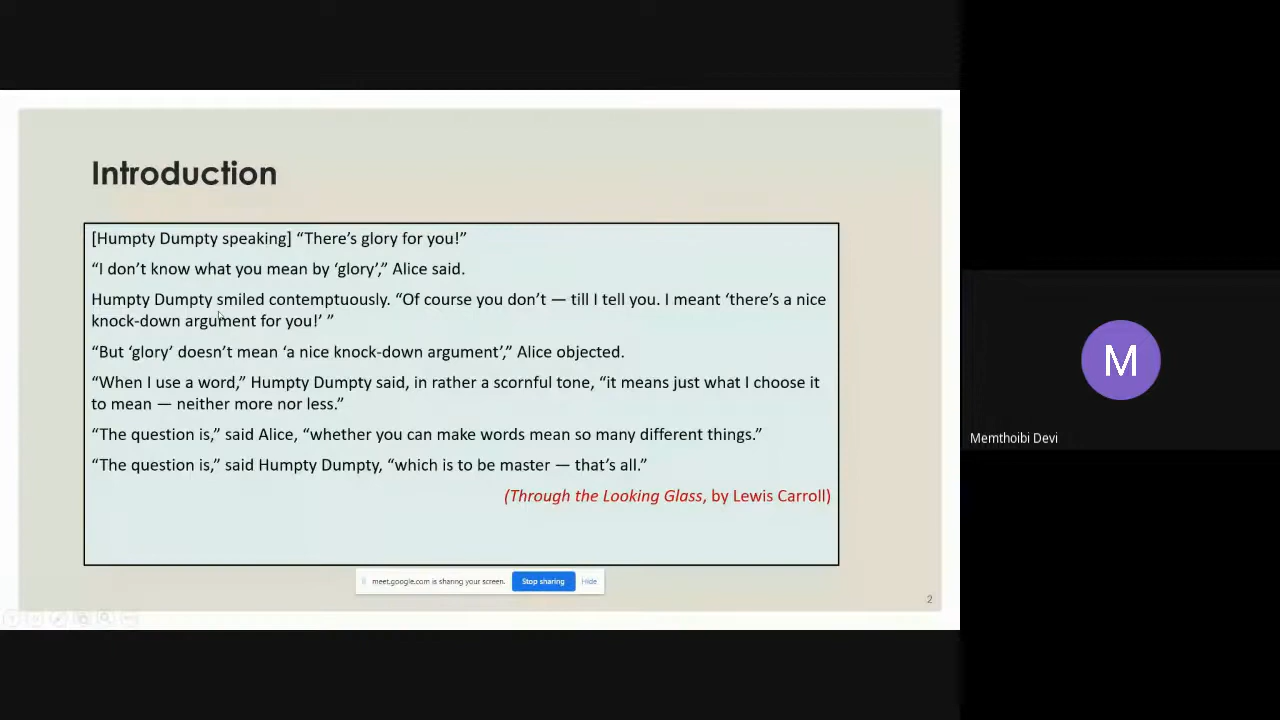 Introduction
[Humpty Dumpty speaking] “There’s glory for you!”
“I don’t know what you mean by ‘glory’,” Alice said.
Humpty Dumpty smiled contemptuously. “Of course you don’t — till I tell you. I meant ‘there’s a nice
knock-down argument for you!’ ”
“But ‘glory’ doesn’t mean ‘a nice knock-down argument’,” Alice objected.
“When I use a word,” Humpty Dumpty said, in rather a scornful tone, “it means just what I choose it
to mean — neither more nor less.”
“The question is,” said Alice, “whether you can make words mean so many different things.”
“The question is,” said Humpty Dumpty, “which is to be master — that’s all.”
(Through the Looking Glass, by Lewis Carroll)
meet.google.com is sharing your screen. Stop sharing Hide
2
M
Memthoibi Devi